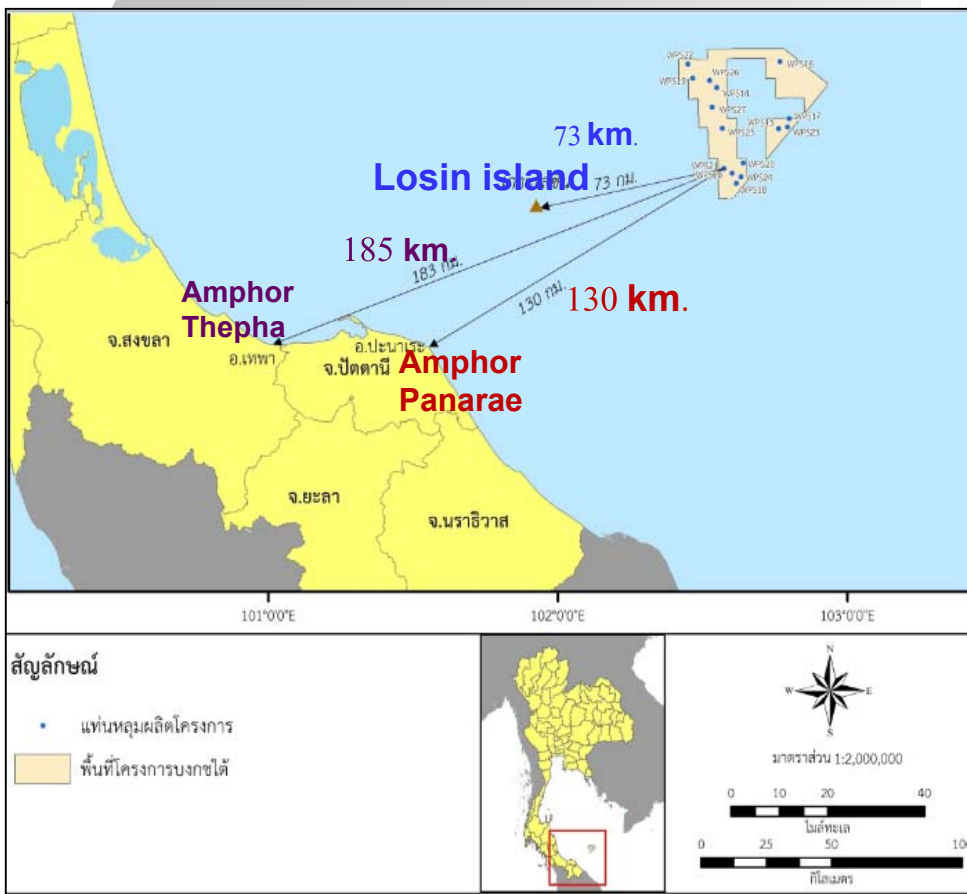 WPS22
WPS16
WPS19
WPS26
WPS14
WPS27
WPS15
WPS17
WPS23
WPS25
73 km.
WPS21
WPS20
WPS24
WPS18
Losin island
73 กม.
185 km.
183 กม.
130 กม.
130 km.
Amphor
Thepha
จ.สงขลา
อ.เทพา
อ.ปะนาเระ
จ.ปัตตานี
Amphor
Panarae
จ.ยะลา
จ.นราธิวาส
101°0'0"E
102°0'0"E
103°0'0"E
สัญลักษณ์
แท่นหลุมผลิตโครงการ
พื้นที่โครงการบงกชใต้
N
W
E
S
มาตราส่วน 1:2,000,000
0 10 20 40
ไมล์ทะเล
0 25 50 100
กิโลเมตร